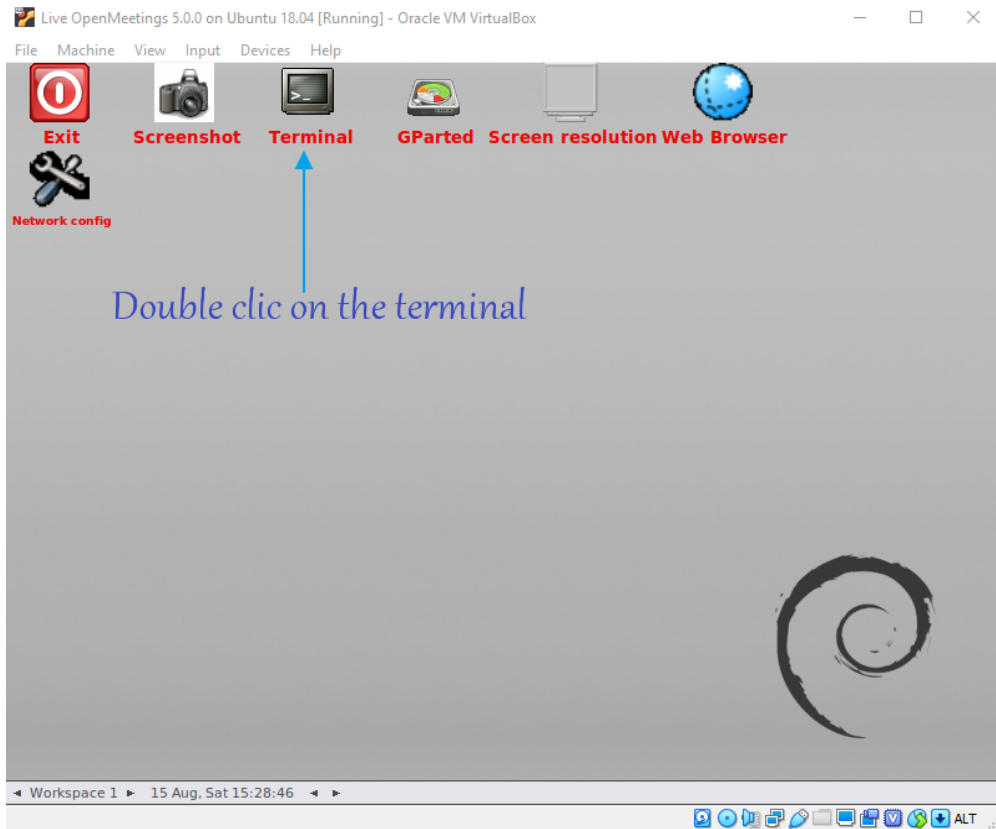 Live OpenMeetings 5.0.0 on Ubuntu 18.04 [Running] - Oracle VM VirtualBox
File Machine View Input Devices Help
>_
Exit Screenshot Terminal GParted Screen resolution Web Browser
Network config
Double clic on the terminal
Workspace 1 15 Aug, Sat 15:28:46
V ALT